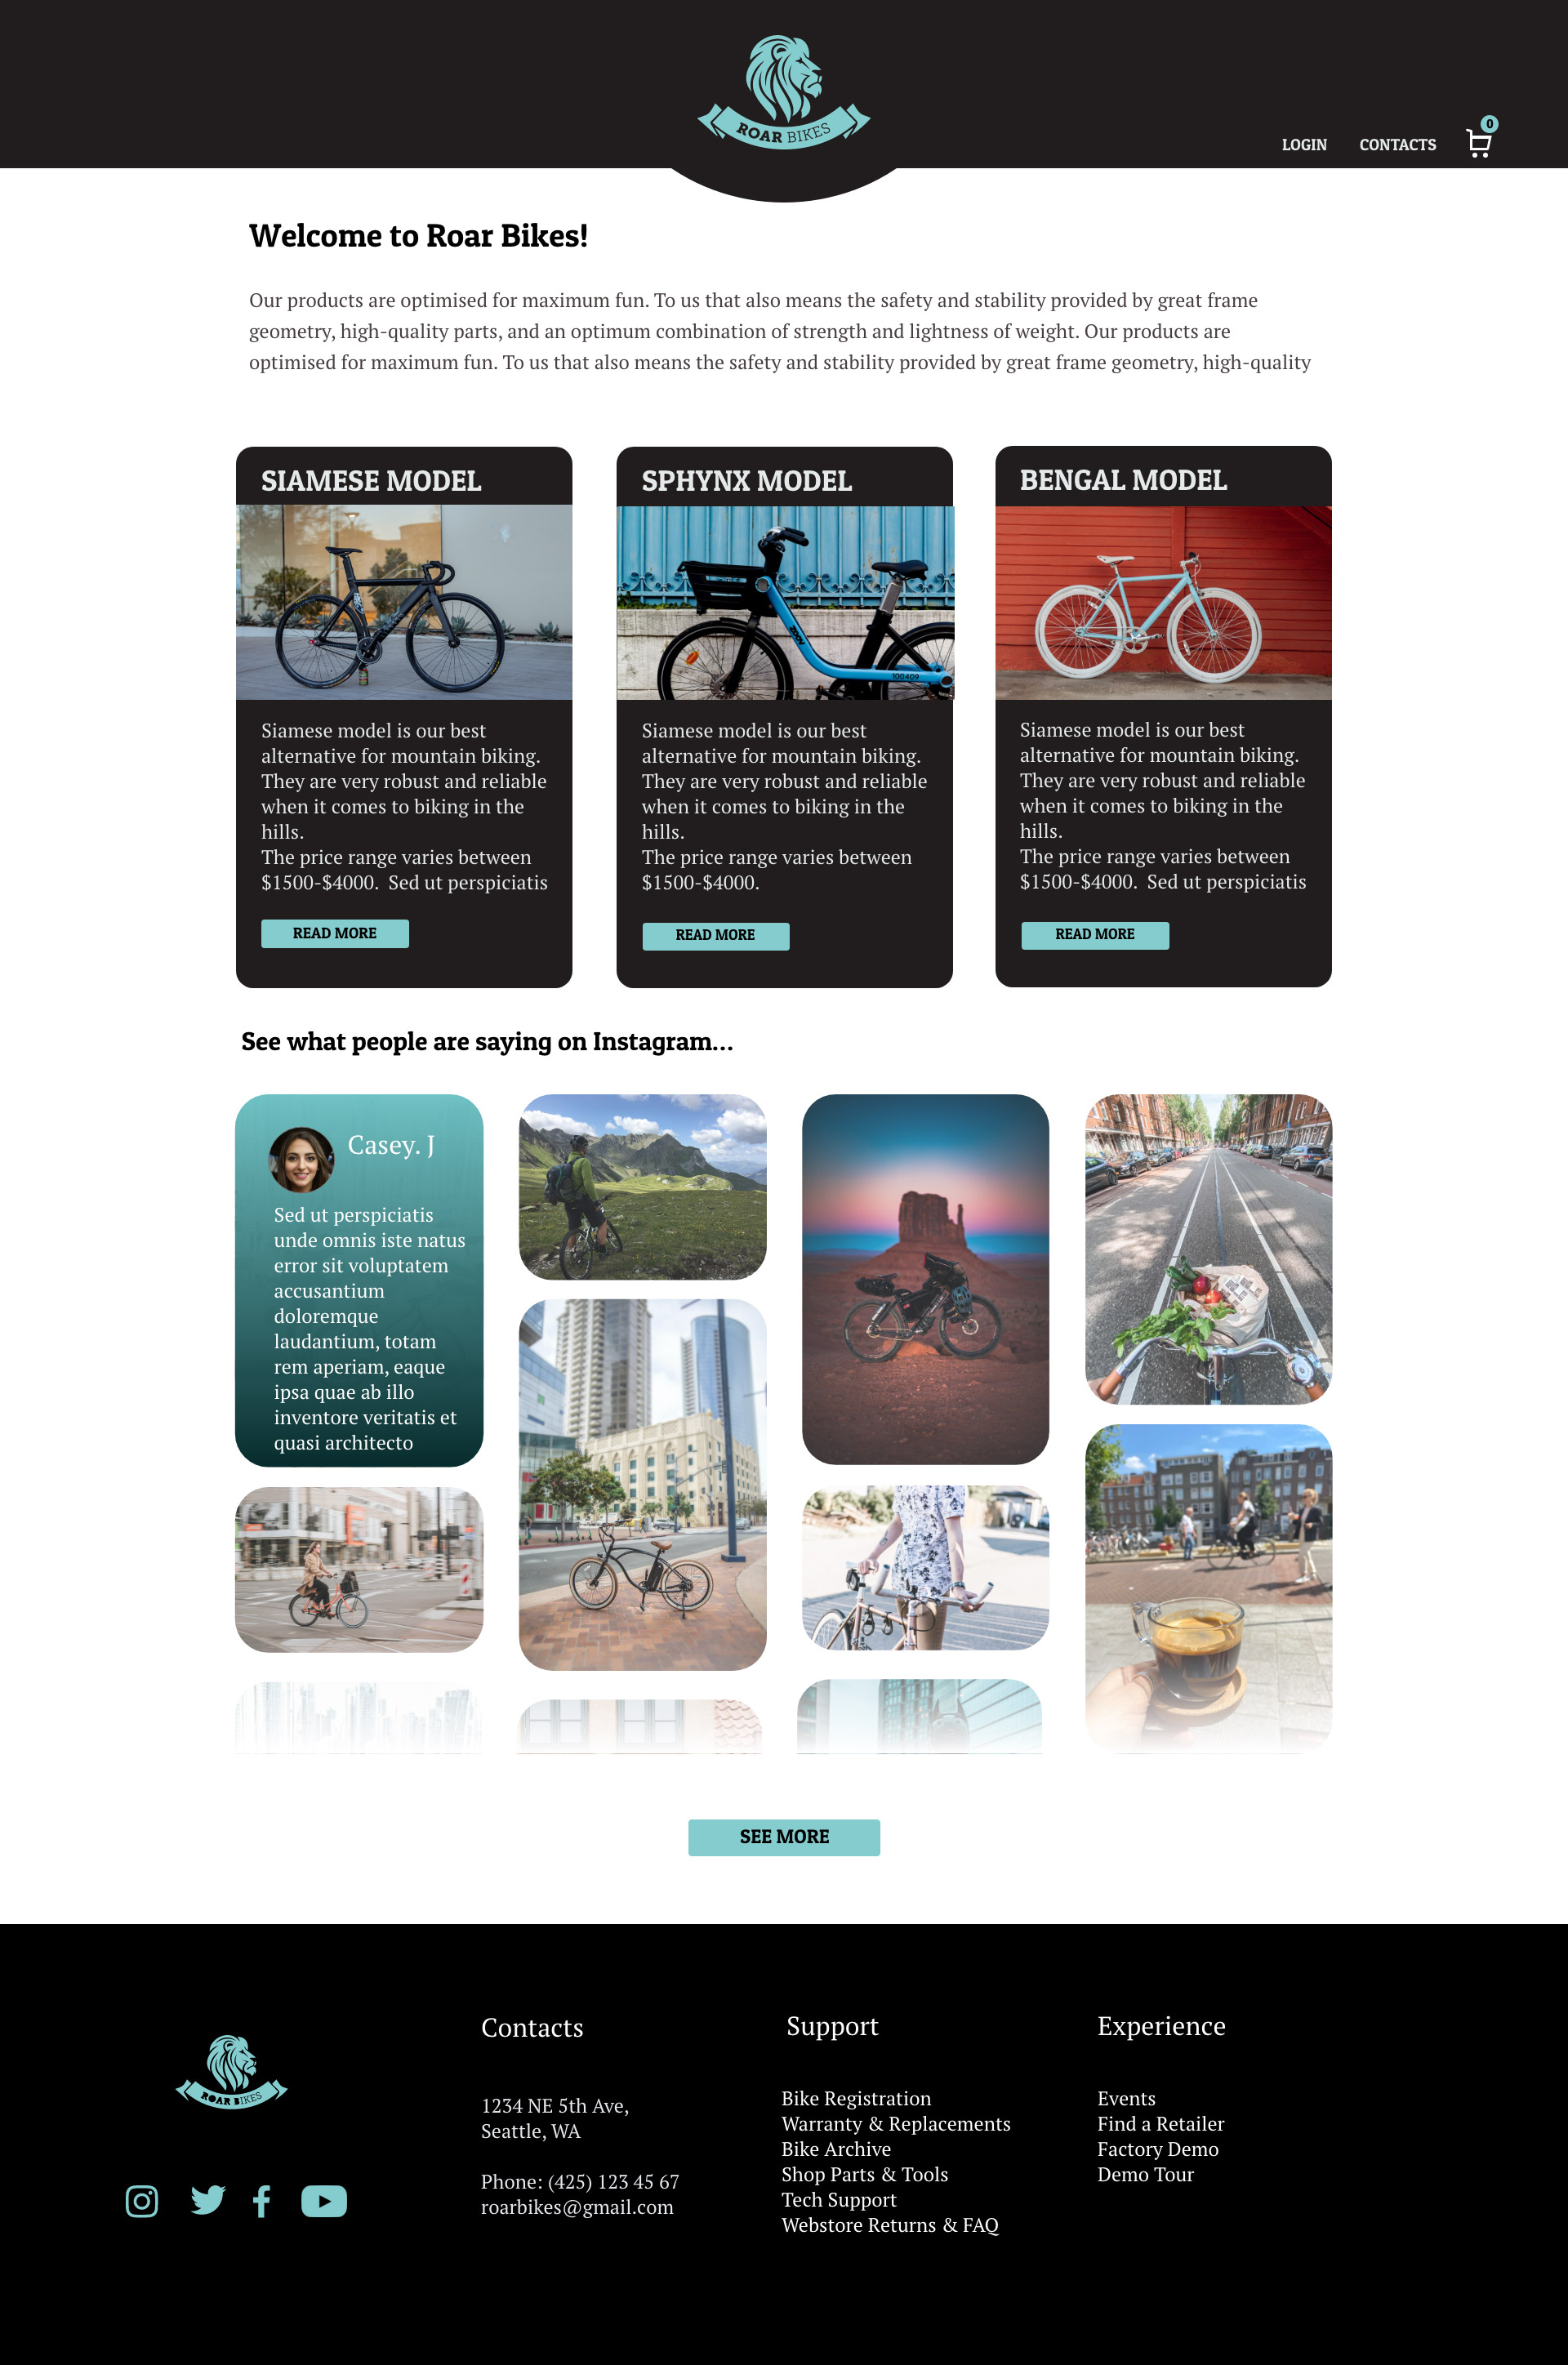 ROAR BIKES
0
LOGIN
CONTACTS
Welcome to Roar Bikes!
Our products are optimised for maximum fun. To us that also means the safety and stability provided by great frame
geometry, high-quality parts, and an optimum combination of strength and lightness of weight. Our products are
optimised for maximum fun. To us that also means the safety and stability provided by great frame geometry, high-quality
SIAMESE MODEL
Siamese model is our best
alternative for mountain biking.
They are very robust and reliable
when it comes to biking in the
hills.
The price range varies between
$1500-$4000.  Sed ut perspiciatis
READ MORE
SPHYNX MODEL
ZOOV
100409
Siamese model is our best
alternative for mountain biking.
They are very robust and reliable
when it comes to biking in the
hills.
The price range varies between
$1500-$4000.
READ MORE
BENGAL MODEL
Siamese model is our best
alternative for mountain biking.
They are very robust and reliable
when it comes to biking in the
hills.
The price range varies between
$1500-$4000.  Sed ut perspiciatis
READ MORE
See what people are saying on Instagram...
Casey. J
Sed ut perspiciatis
unde omnis iste natus
error sit voluptatem
accusantium
doloremque
laudantium, totam
rem aperiam, eaque
ipsa quae ab illo
inventore veritatis et
quasi architecto
SEE MORE
ROAR BIKES
Contacts
1234 NE 5th Ave,
Seattle, WA
Phone: (425) 123 45 67
roarbikes@gmail.com
Support
Bike Registration
Warranty & Replacements
Bike Archive
Shop Parts & Tools
Tech Support
Webstore Returns & FAQ
Experience
Events
Find a Retailer
Factory Demo
Demo Tour